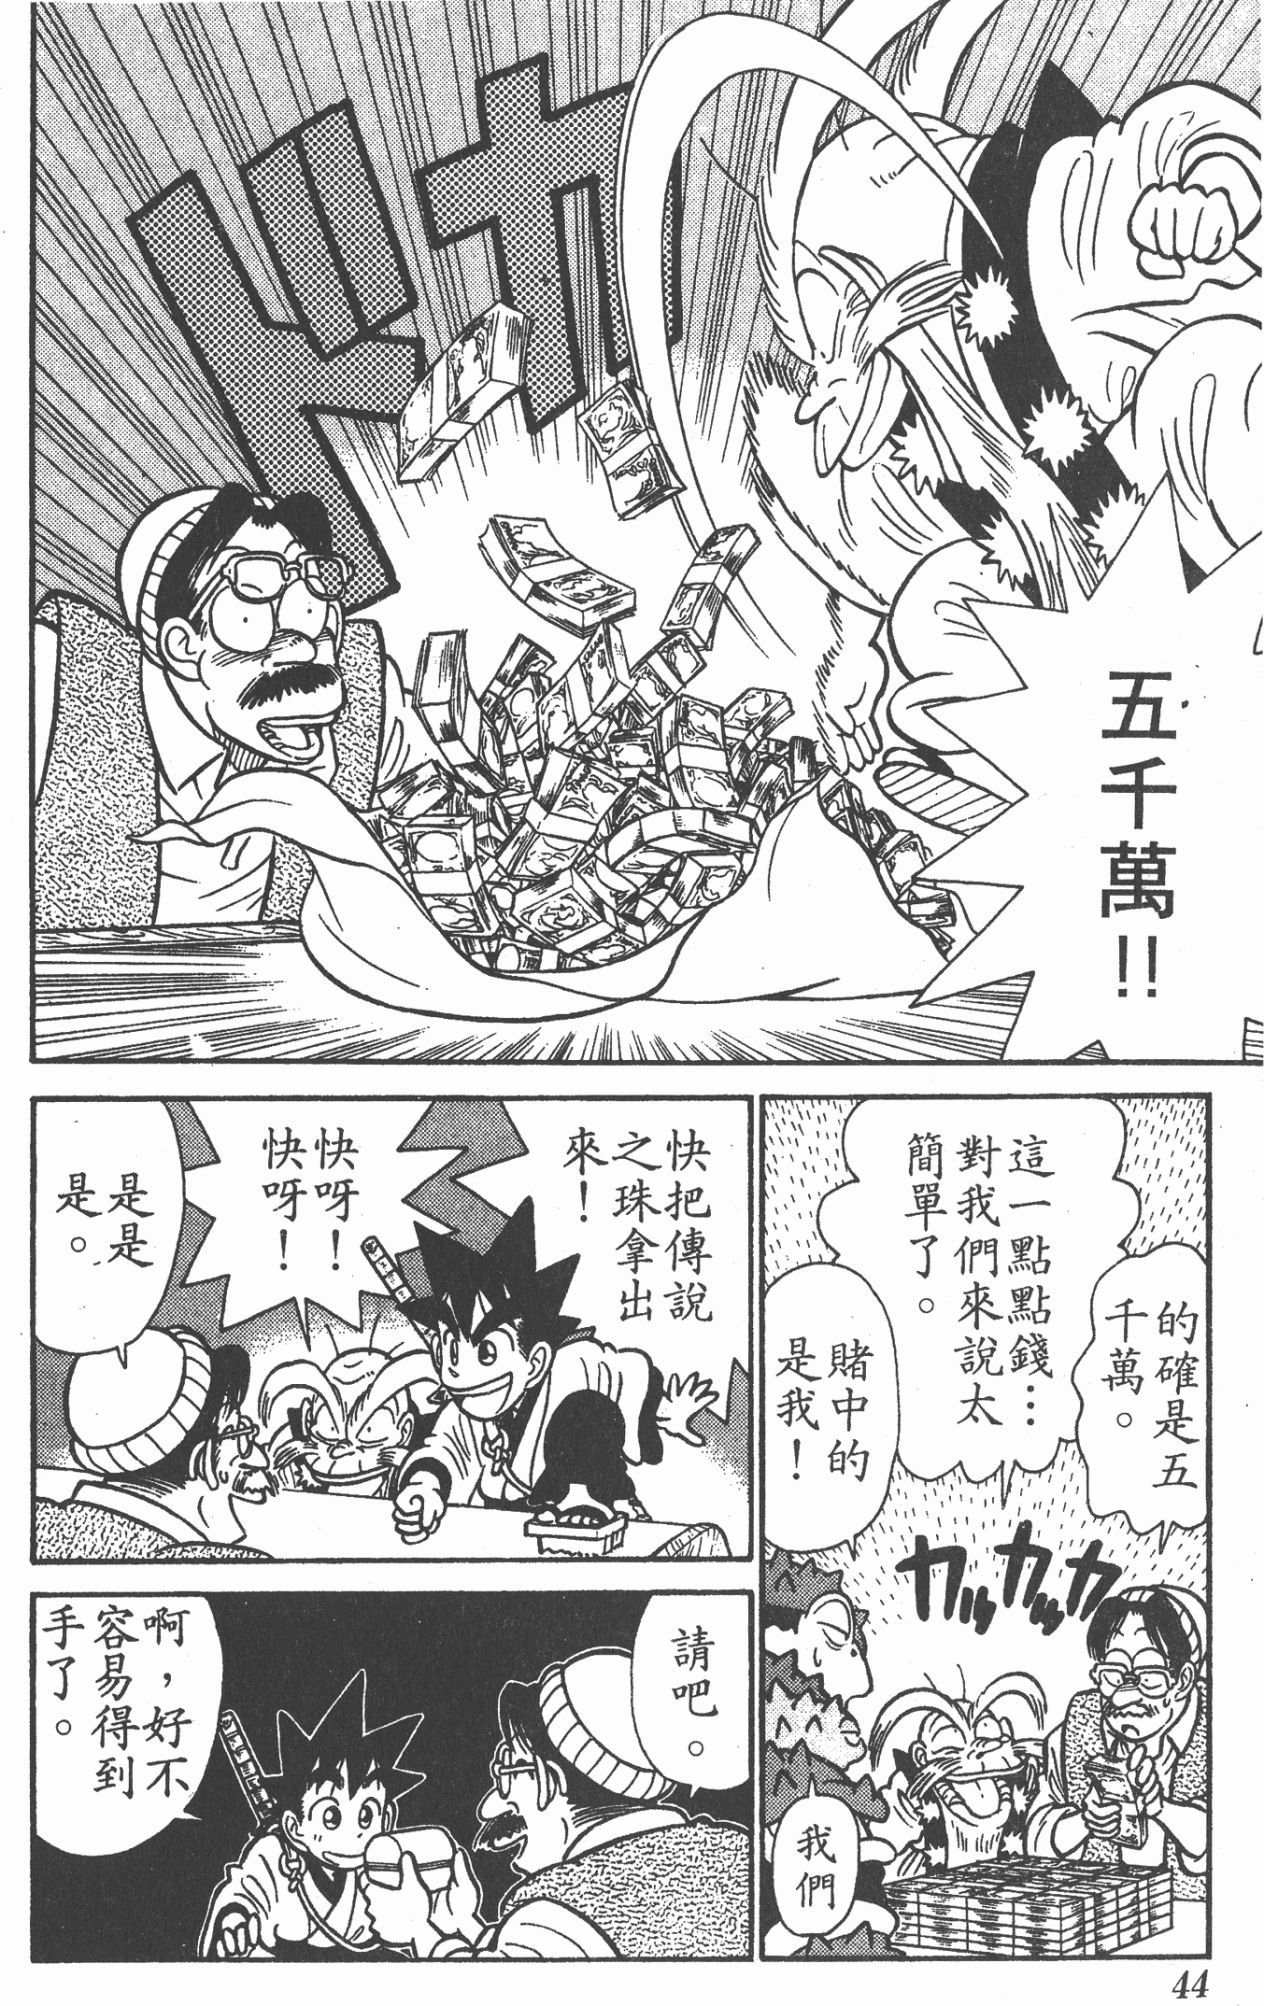 五千萬!!
ドカ
的確是五
千萬。
這一點點錢…
對我們來說太
簡單了。
賭中的
是我!
カッカッカ
我們
快把傳說
之珠拿出
來!
快呀!
快呀!
是是
是。
請吧。
啊,好不
容易得到
手了。
44